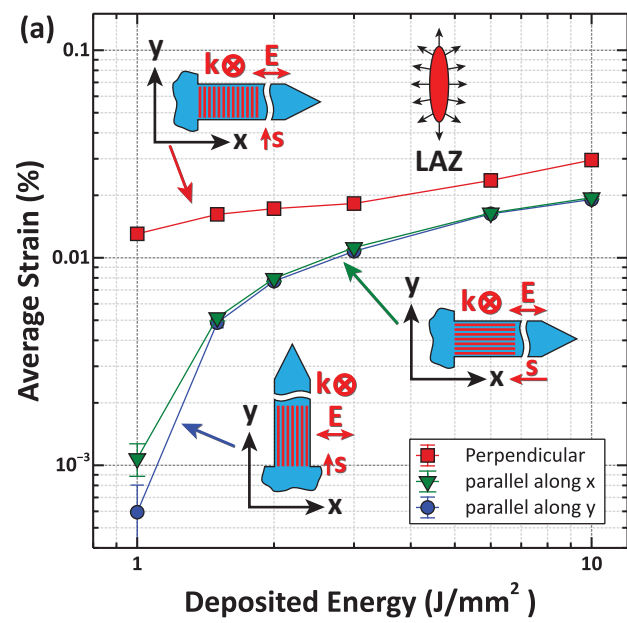 (a)
0.1
0.01
10⁻³
Average Strain (%)
y
k E
x
s
LAZ
y
k E
x
s
y
k
E
s
x
Perpendicular
parallel along x
parallel along y
1
10
Deposited Energy (J/mm²)